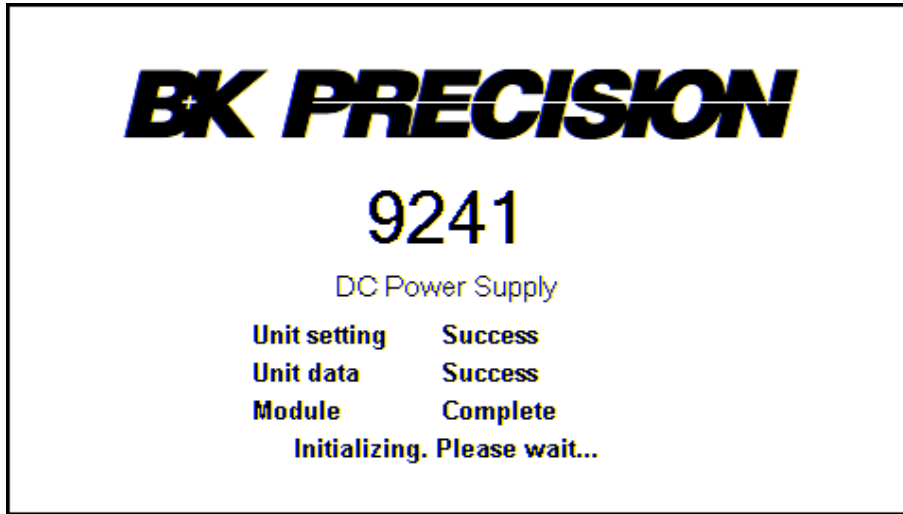 BK PRECISION
9241
DC Power Supply
Unit setting Success
Unit data Success
Module Complete
Initializing. Please wait...